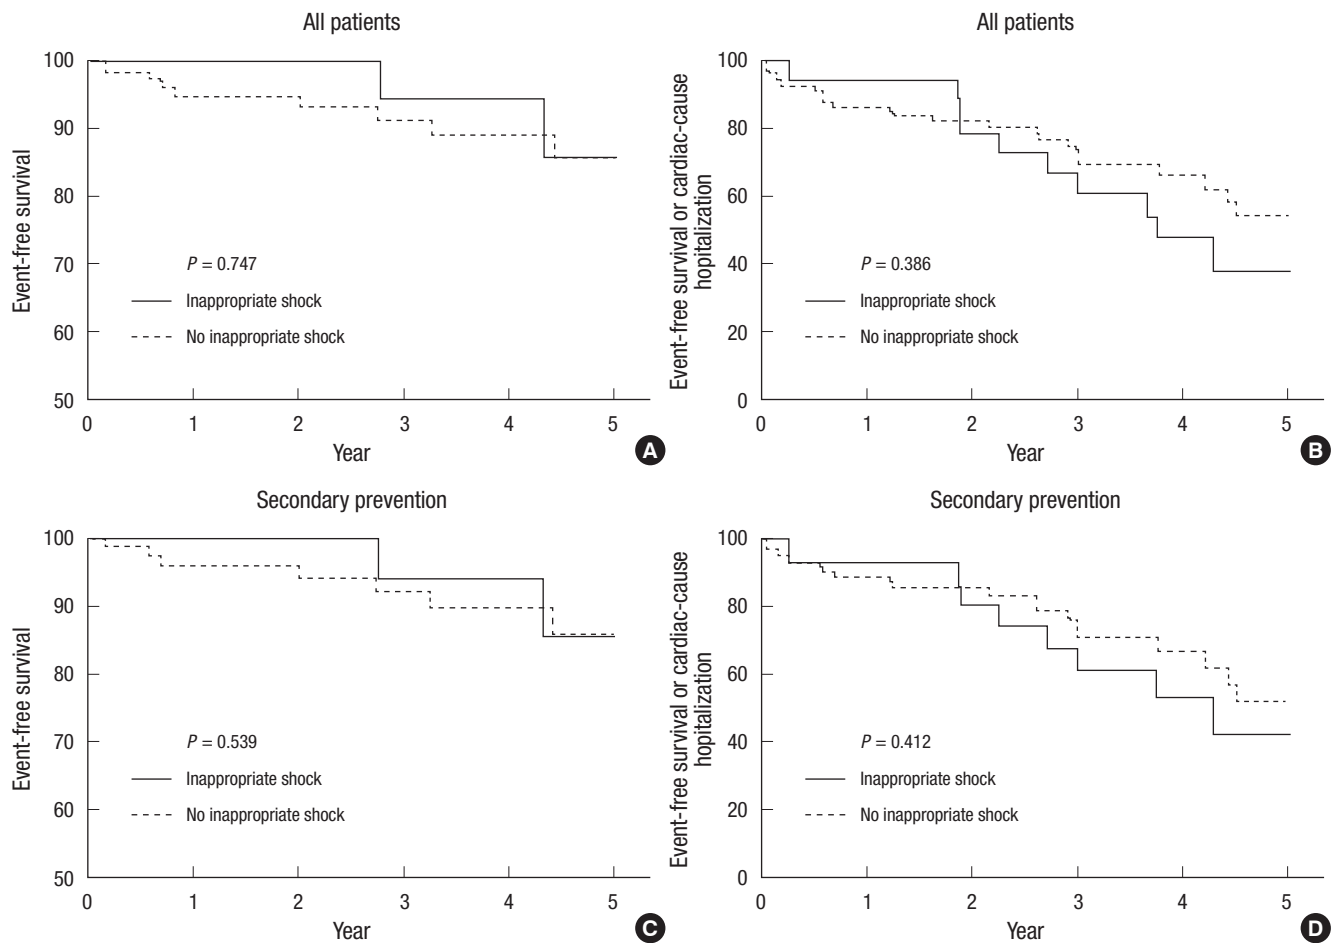 All patients
100
90
80
70
60
50
Event-free survival
P = 0.747
Inappropriate shock
No inappropriate shock
0 1 2 3 4 5
Year
A
All patients
100
80
60
40
20
0
Event-free survival or cardiac-cause
hopitalization
P = 0.386
Inappropriate shock
No inappropriate shock
0 1 2 3 4 5
Year
B
Secondary prevention
100
90
80
70
60
50
Event-free survival
P = 0.539
Inappropriate shock
No inappropriate shock
0 1 2 3 4 5
Year
C
Secondary prevention
100
80
60
40
20
0
Event-free survival or cardiac-cause
hopitalization
P = 0.412
Inappropriate shock
No inappropriate shock
0 1 2 3 4 5
Year
D